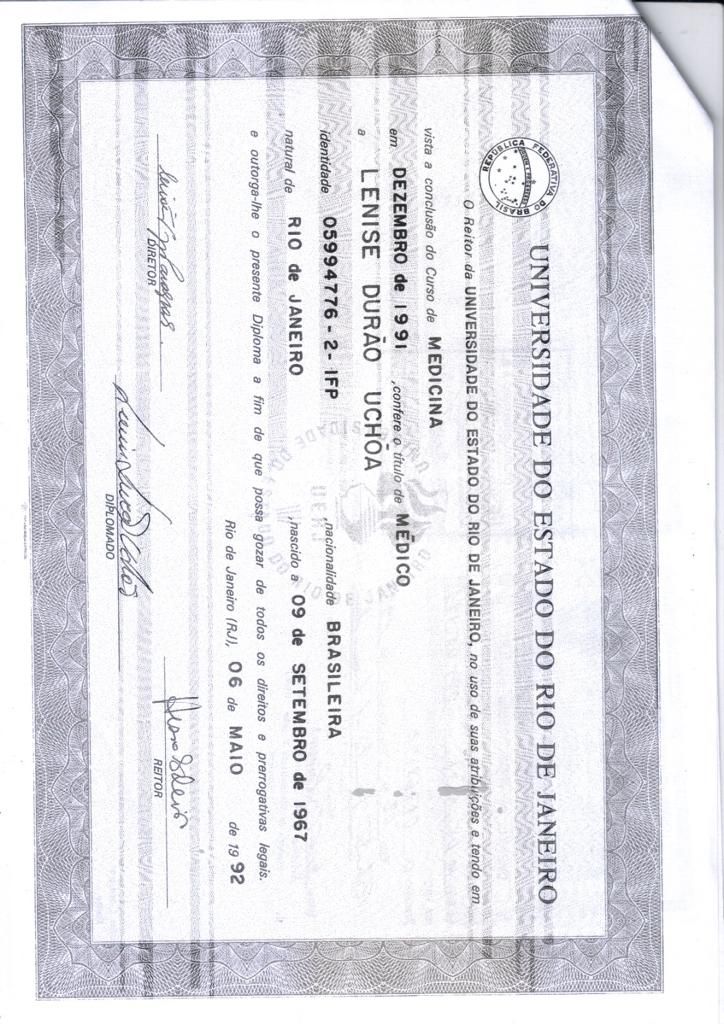 REPÚBLICA FEDERATIVA DO BRASIL
UNIVERSIDADE DO ESTADO DO RIO DE JANEIRO
O Reitor da UNIVERSIDADE DO ESTADO DO RIO DE JANEIRO, no uso de suas atribuições e tendo em
vista a conclusão do Curso de MEDICINA
em DEZEMBRO de 1991 ,confere o título de MÉDICO
a LENISE DURÃO UCHÔA
identidade 05994776-2-IFP ,nacionalidade BRASILEIRA
natural de RIO de JANEIRO ,nascido a 09 de SETEMBRO de 1967
e outorga-lhe o presente Diploma a fim de que possa gozar de todos os direitos e prerrogativas legais.
Rio de Janeiro (RJ), 06 de MAIO de 1992
DIRETOR
DIPLOMADO
REITOR